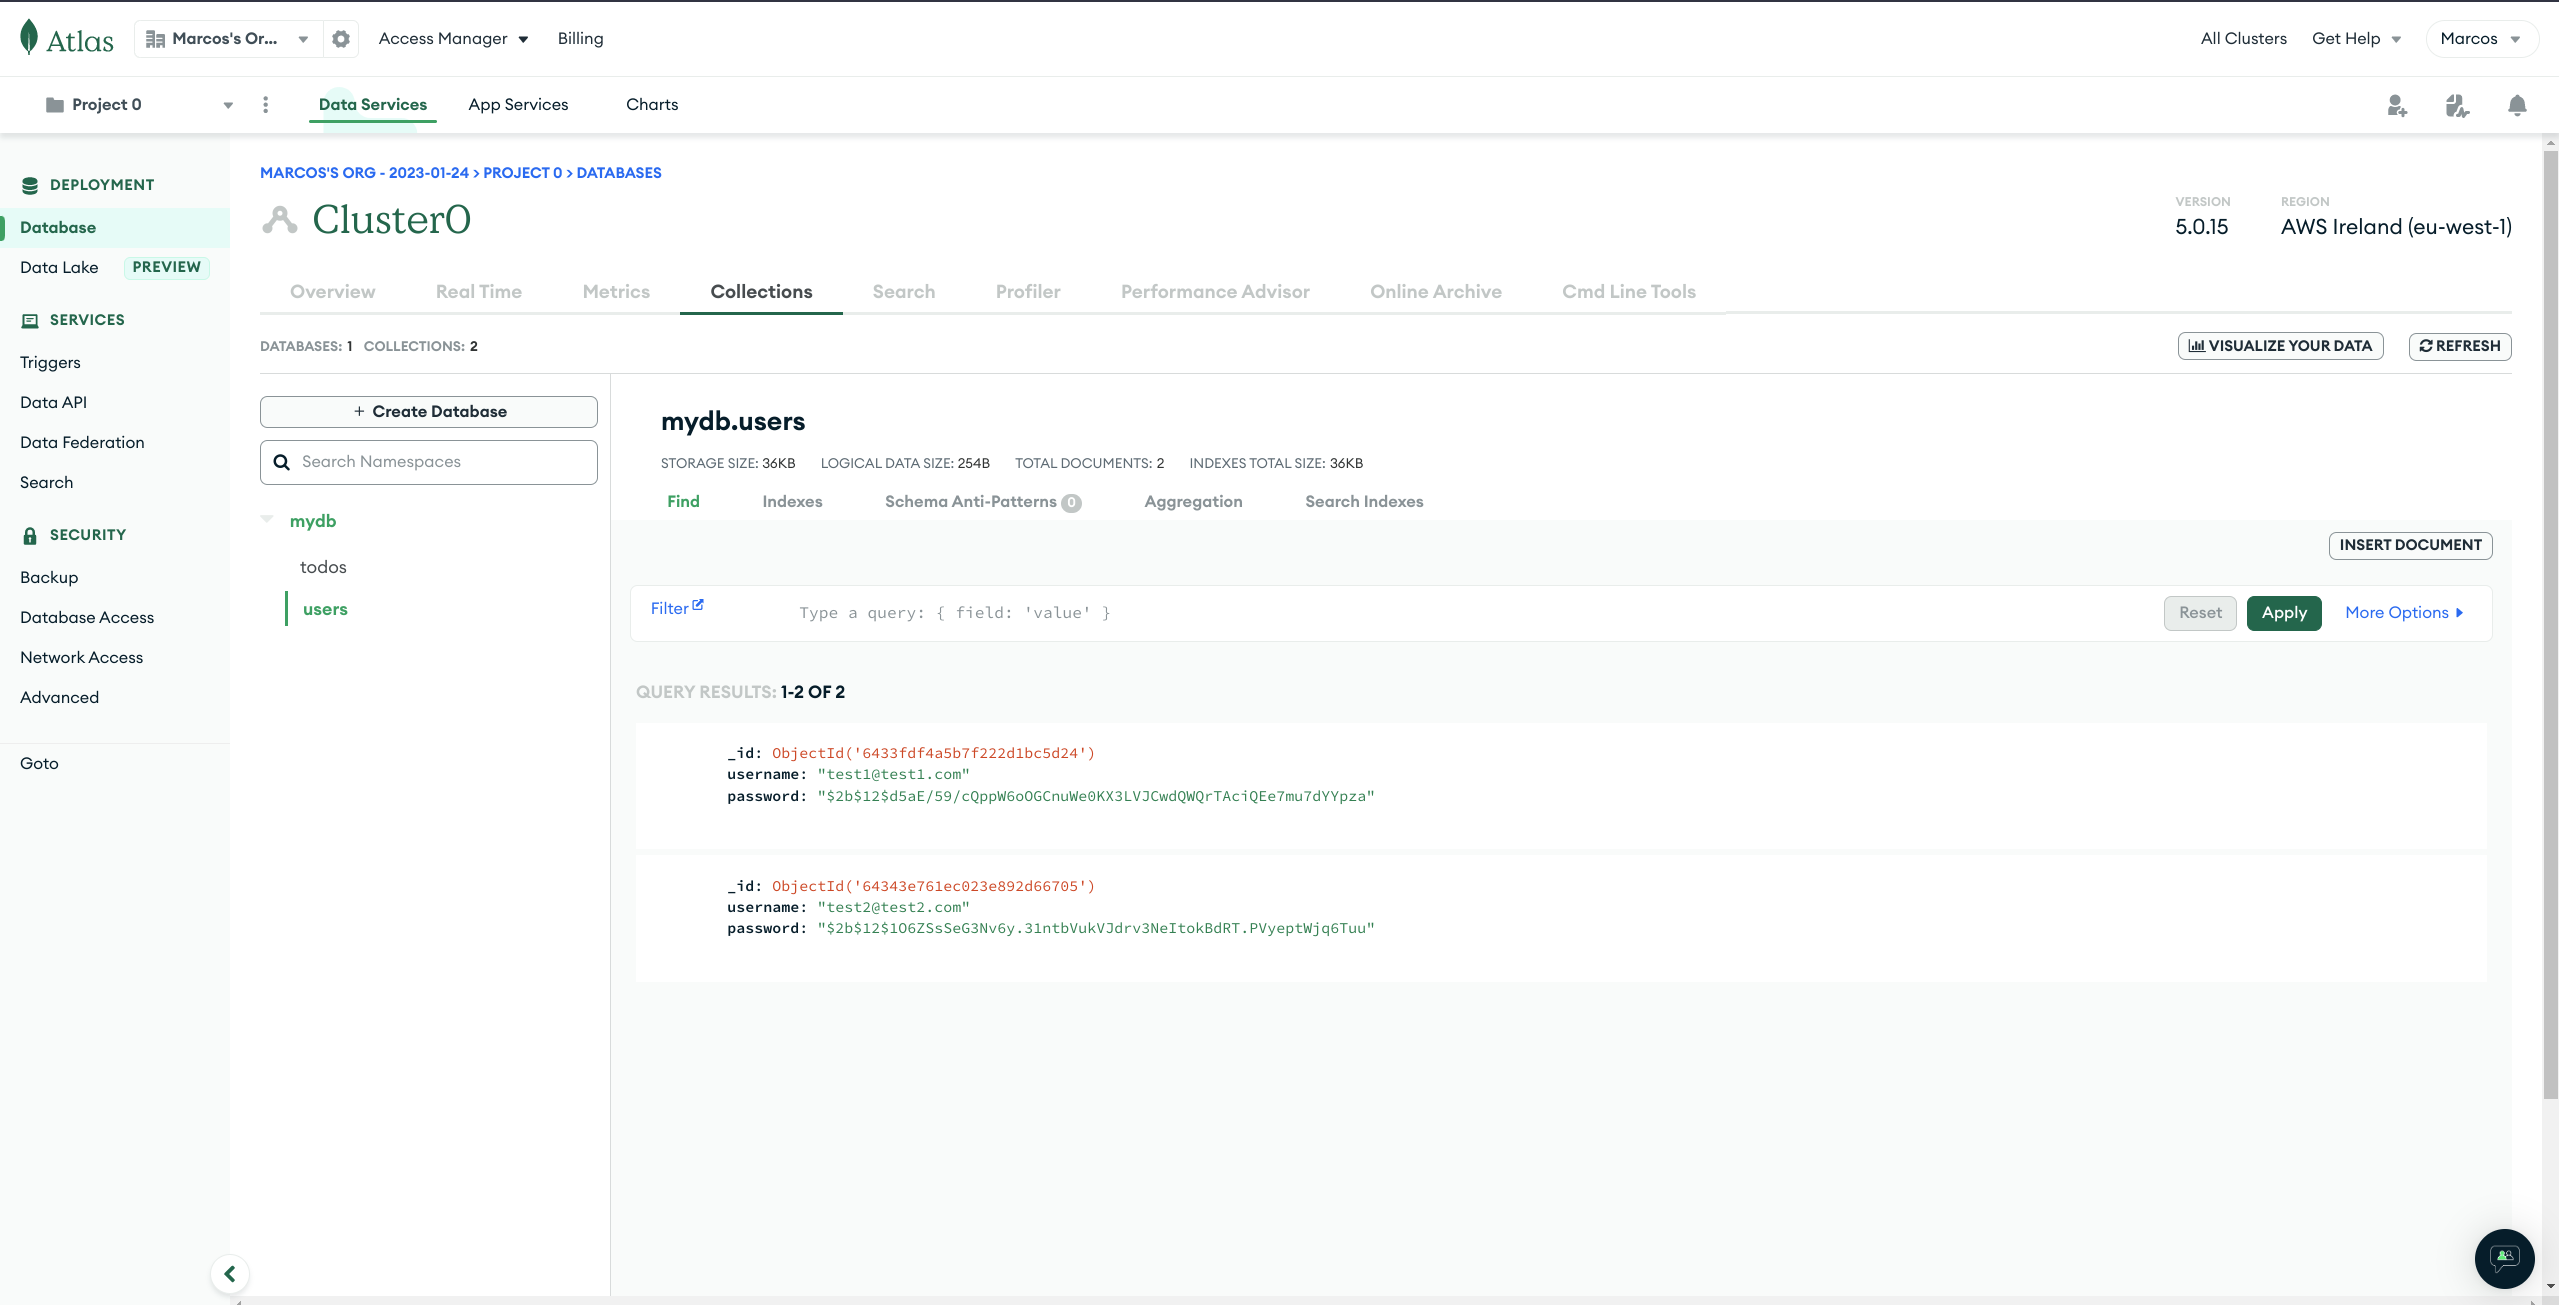 Atlas
Marcos's Or...
Access Manager
Billing
All Clusters
Get Help
Marcos
Project 0
Data Services
App Services
Charts
DEPLOYMENT
Database
Data Lake PREVIEW
SERVICES
Triggers
Data API
Data Federation
Search
SECURITY
Backup
Database Access
Network Access
Advanced
Goto
MARCOS'S ORG - 2023-01-24 > PROJECT 0 > DATABASES
Cluster0
VERSION
5.0.15
REGION
AWS Ireland (eu-west-1)
Overview
Real Time
Metrics
Collections
Search
Profiler
Performance Advisor
Online Archive
Cmd Line Tools
DATABASES: 1 COLLECTIONS: 2
VISUALIZE YOUR DATA
REFRESH
+ Create Database
Search Namespaces
mydb
todos
users
mydb.users
STORAGE SIZE: 36KB LOGICAL DATA SIZE: 254B TOTAL DOCUMENTS: 2 INDEXES TOTAL SIZE: 36KB
Find
Indexes
Schema Anti-Patterns 0
Aggregation
Search Indexes
INSERT DOCUMENT
Filter
Type a query: { field: 'value' }
Reset
Apply
More Options
QUERY RESULTS: 1-2 OF 2
_id: ObjectId('6433fdf4a5b7f222d1bc5d24')
username: "test1@test1.com"
password: "$2b$12$d5aE/59/cQppW6oOGCnuWe0KX3LVJCwdQWQrTAciQEe7mu7dYYpza"
_id: ObjectId('64343e761ec023e892d66705')
username: "test2@test2.com"
password: "$2b$12$1O6ZSsSeG3Nv6y.31ntbVukVJdrv3NeItokBdRT.PVyeptWjq6Tuu"